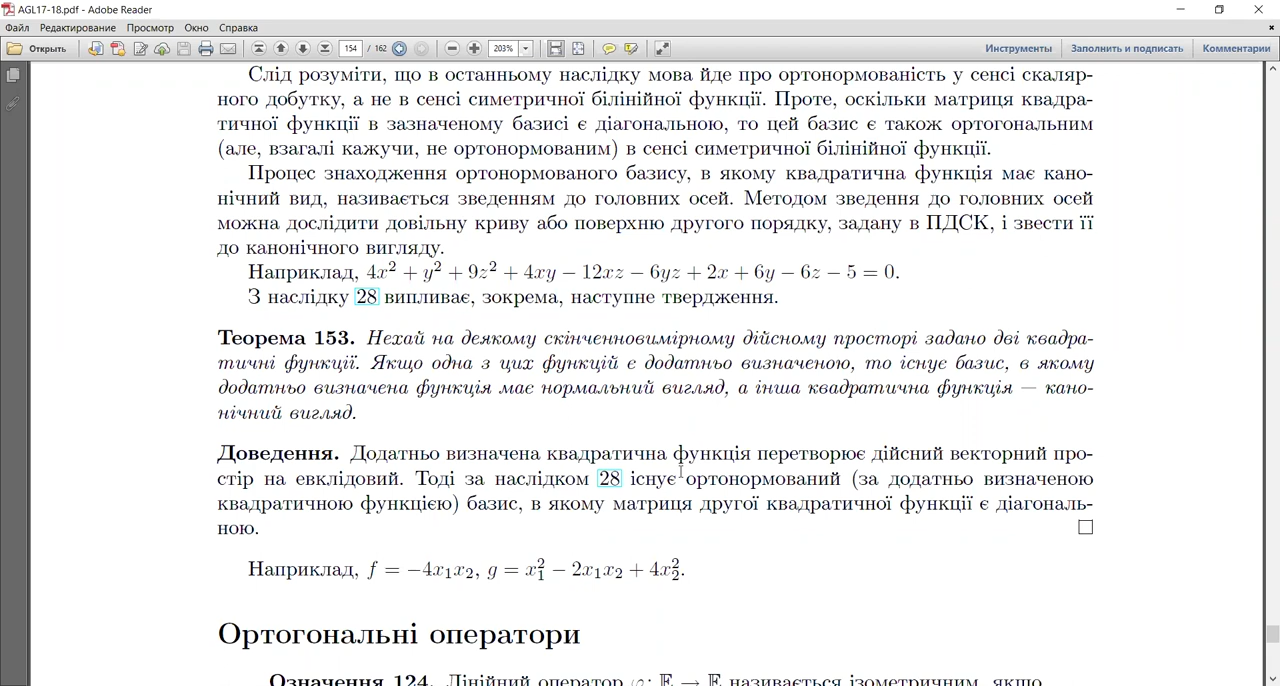 AGL17-18.pdf - Adobe Reader
Файл Редактирование Просмотр Окно Справка
Открыть 154 / 162 203% Инструменты Заполнить и подписать Комментарии
Слід розуміти, що в останньому наслідку мова йде про ортонормованість у сенсі скаляр-
ного добутку, а не в сенсі симетричної білінійної функції. Проте, оскільки матриця квадра-
тичної функції в зазначеному базисі є діагональною, то цей базис є також ортогональним
(але, взагалі кажучи, не ортонормованим) в сенсі симетричної білінійної функції.
Процес знаходження ортонормованого базису, в якому квадратична функція має кано-
нічний вид, називається зведенням до головних осей. Методом зведення до головних осей
можна дослідити довільну криву або поверхню другого порядку, задану в ПДСК, і звести її
до канонічного вигляду.
Наприклад, 4x² + y² + 9z² + 4xy − 12xz − 6yz + 2x + 6y − 6z − 5 = 0.
З наслідку 28 випливає, зокрема, наступне твердження.
Теорема 153. Нехай на деякому скінченновимірному дійсному просторі задано дві квадра-
тичні функції. Якщо одна з цих функцій є додатньо визначеною, то існує базис, в якому
додатньо визначена функція має нормальний вигляд, а інша квадратична функція — кано-
нічний вигляд.
Доведення. Додатньо визначена квадратична функція перетворює дійсний векторний про-
стір на евклідовий. Тоді за наслідком 28 існує ортонормований (за додатньо визначеною
квадратичною функцією) базис, в якому матриця другої квадратичної функції є діагональ-
ною. □
Наприклад, f = −4x₁x₂, g = x₁² − 2x₁x₂ + 4x₂².
Ортогональні оператори
Означення 124. Лінійний оператор φ: E → E називається ізометричним, якщо